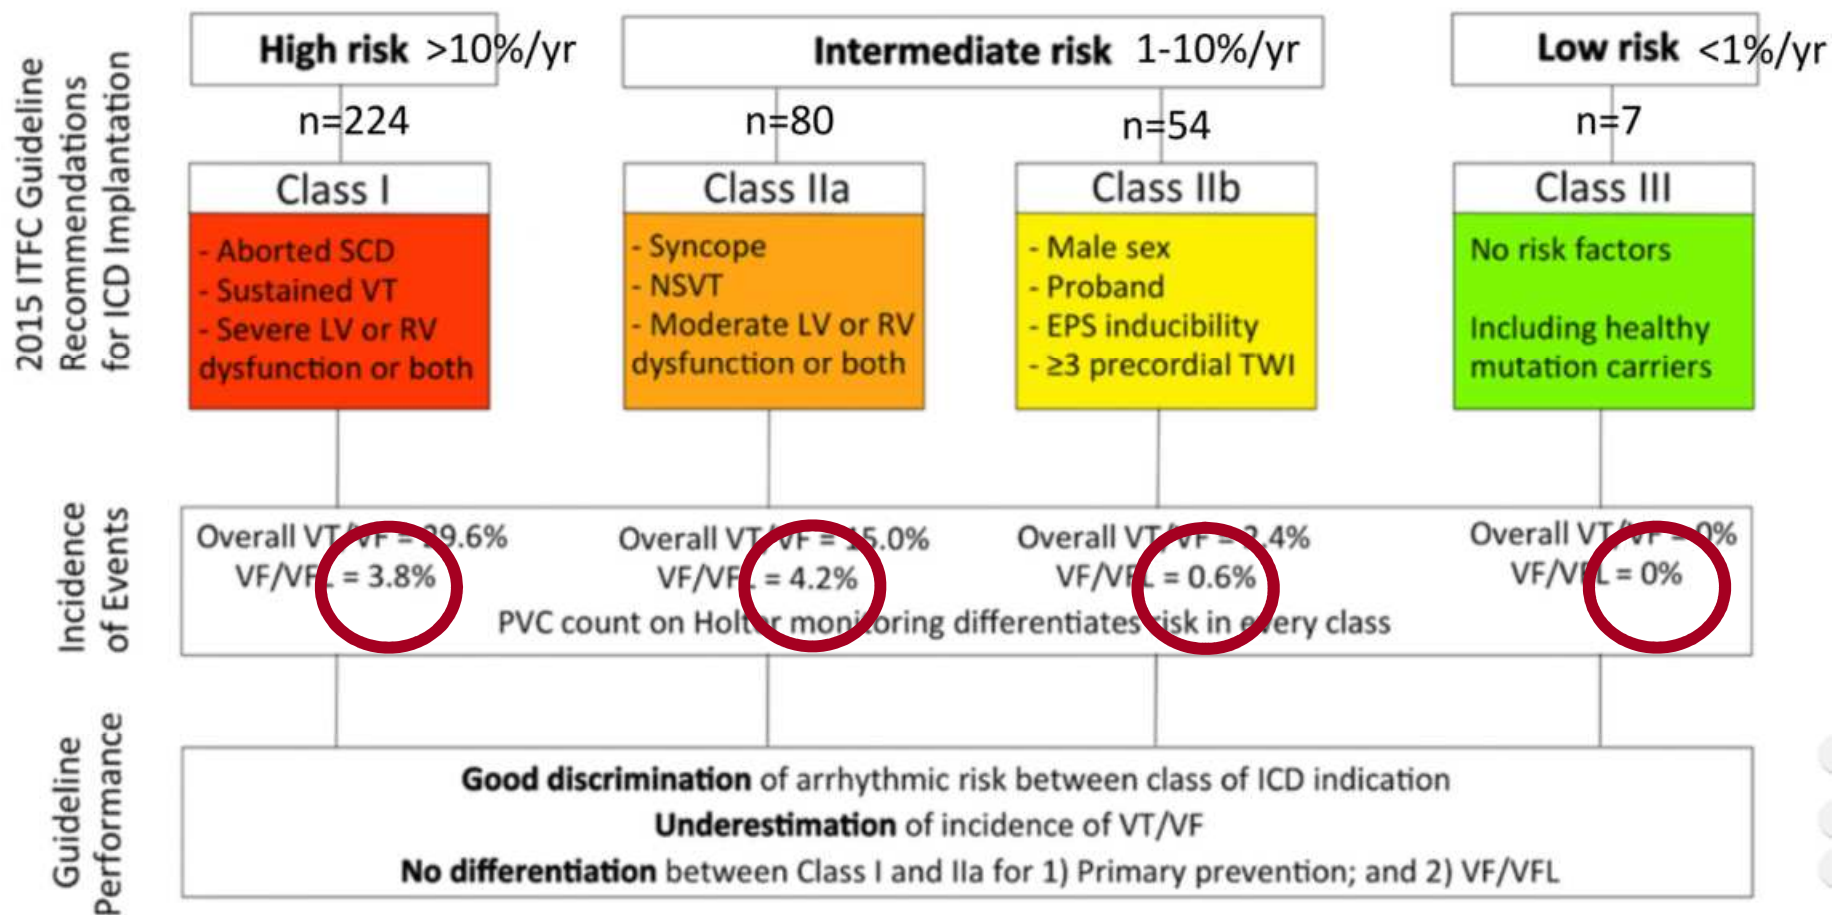 2015 ITFC Guideline
Recommendations
for ICD Implantation
High risk >10%/yr
Intermediate risk 1-10%/yr
Low risk <1%/yr
n=224
n=80
n=54
n=7
Class I
- Aborted SCD
- Sustained VT
- Severe LV or RV
dysfunction or both
Class IIa
- Syncope
- NSVT
- Moderate LV or RV
dysfunction or both
Class IIb
- Male sex
- Proband
- EPS inducibility
- ≥3 precordial TWI
Class III
No risk factors
Including healthy
mutation carriers
Incidence
of Events
Overall VT/VF = 29.6%
VF/VFL = 3.8%
Overall VT/VF = 15.0%
VF/VFL = 4.2%
Overall VT/VF = .4%
VF/VFL = 0.6%
Overall VT/VF = 0%
VF/VFL = 0%
PVC count on Holter monitoring differentiates risk in every class
Guideline
Performance
Good discrimination of arrhythmic risk between class of ICD indication
Underestimation of incidence of VT/VF
No differentiation between Class I and IIa for 1) Primary prevention; and 2) VF/VFL